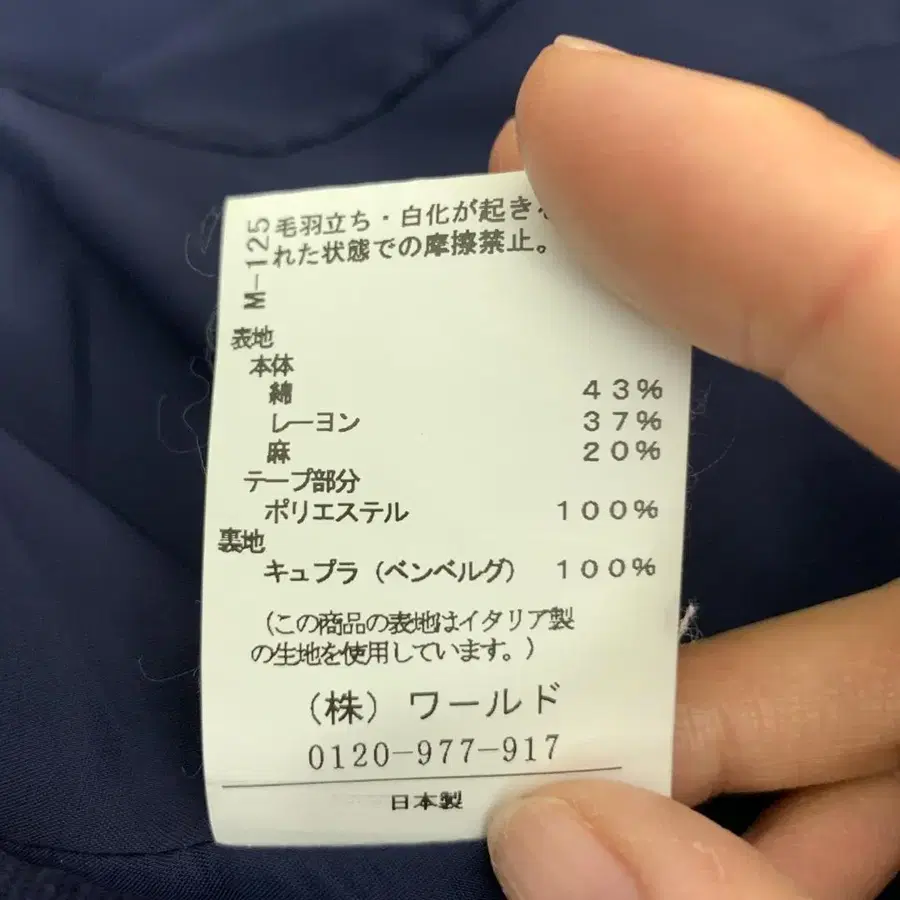 M-125
毛羽立ち・白化が起き
れた状態での摩擦禁止。
表地
本体
綿 43%
レーヨン 37%
麻 20%
テープ部分
ポリエステル 100%
裏地
キュプラ（ベンベルグ） 100%
（この商品の表地はイタリア製
の生地を使用しています。）
（株）ワールド
0120-977-917
日本製